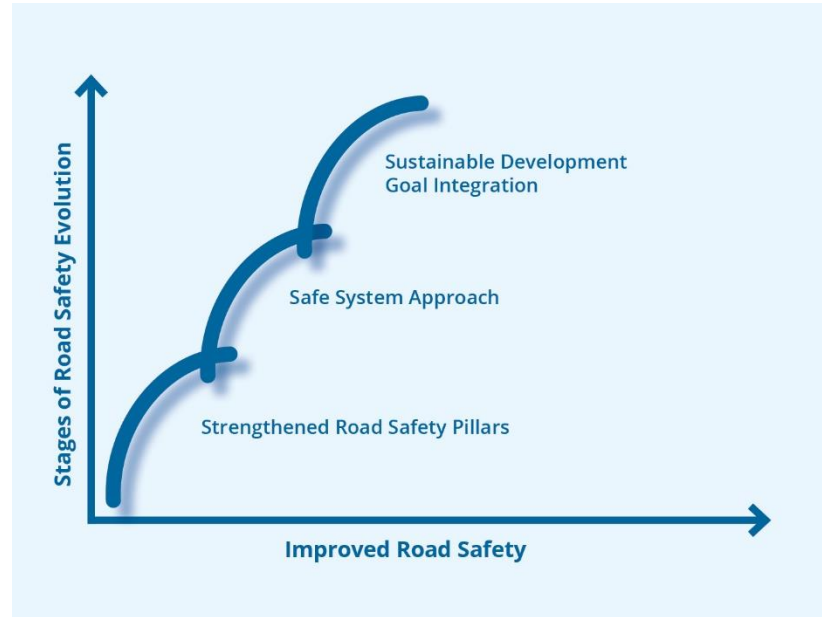 Stages of Road Safety Evolution
Sustainable Development
Goal Integration
Safe System Approach
Strengthened Road Safety Pillars
Improved Road Safety